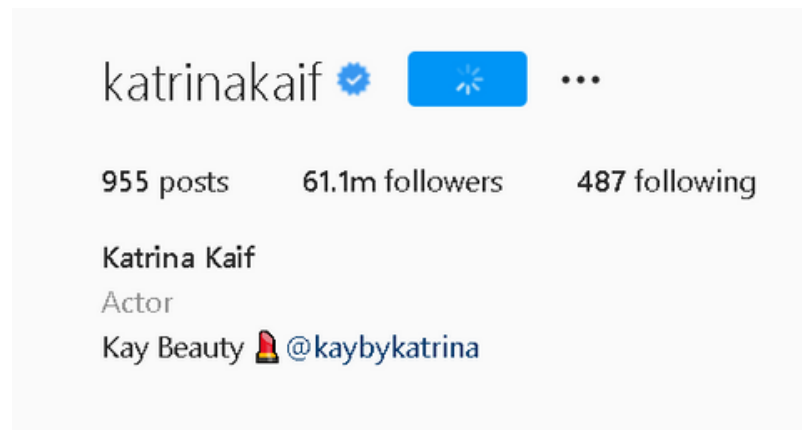 katrinakaif
955 posts 61.1m followers 487 following
Katrina Kaif
Actor
Kay Beauty 💄 @kaybykatrina